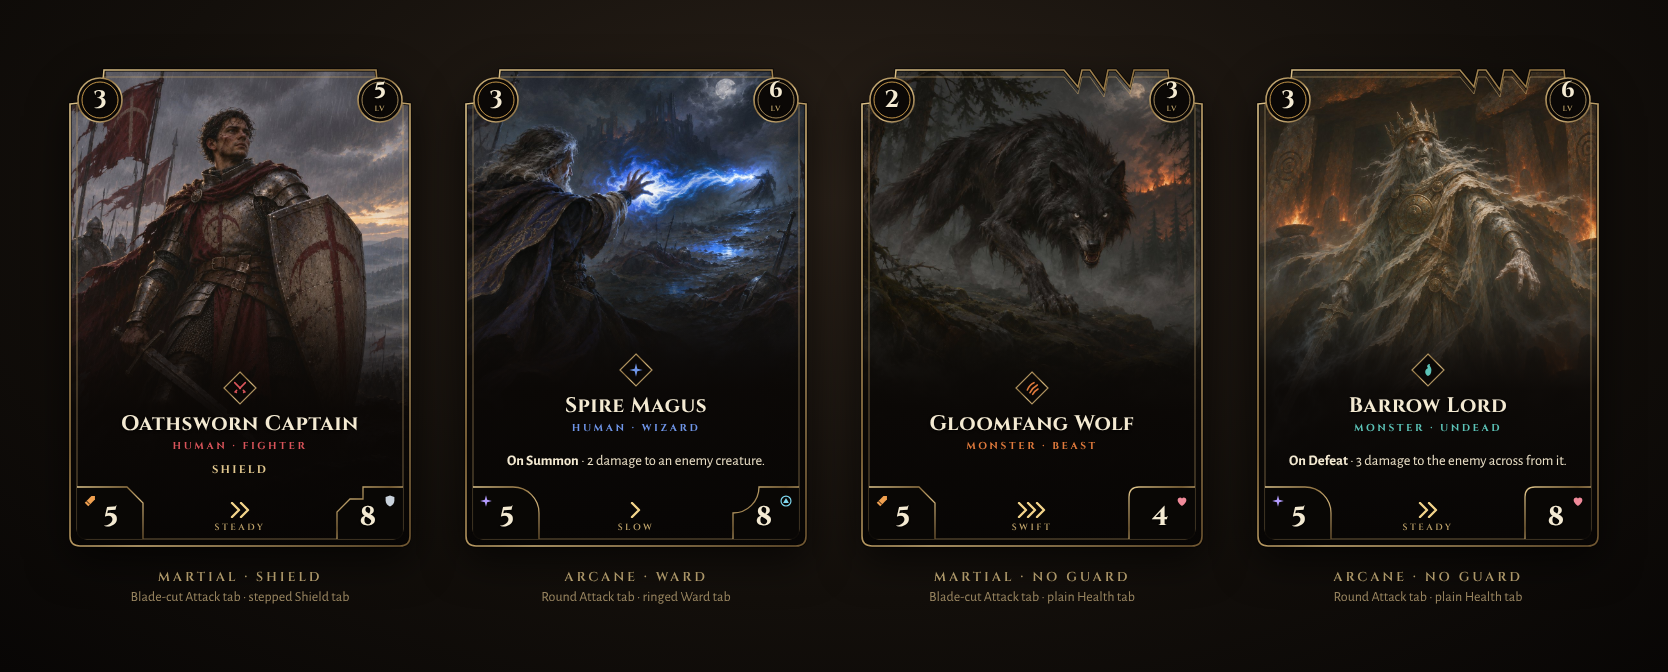 3
5
LV
OATHSWORN CAPTAIN
HUMAN · FIGHTER
SHIELD
5
STEADY
8
MARTIAL · SHIELD
Blade-cut Attack tab · stepped Shield tab
3
6
LV
SPIRE MAGUS
HUMAN · WIZARD
On Summon · 2 damage to an enemy creature.
5
SLOW
8
ARCANE · WARD
Round Attack tab · ringed Ward tab
2
3
LV
GLOOMFANG WOLF
MONSTER · BEAST
5
SWIFT
4
MARTIAL · NO GUARD
Blade-cut Attack tab · plain Health tab
3
6
LV
BARROW LORD
MONSTER · UNDEAD
On Defeat · 3 damage to the enemy across from it.
5
STEADY
8
ARCANE · NO GUARD
Round Attack tab · plain Health tab